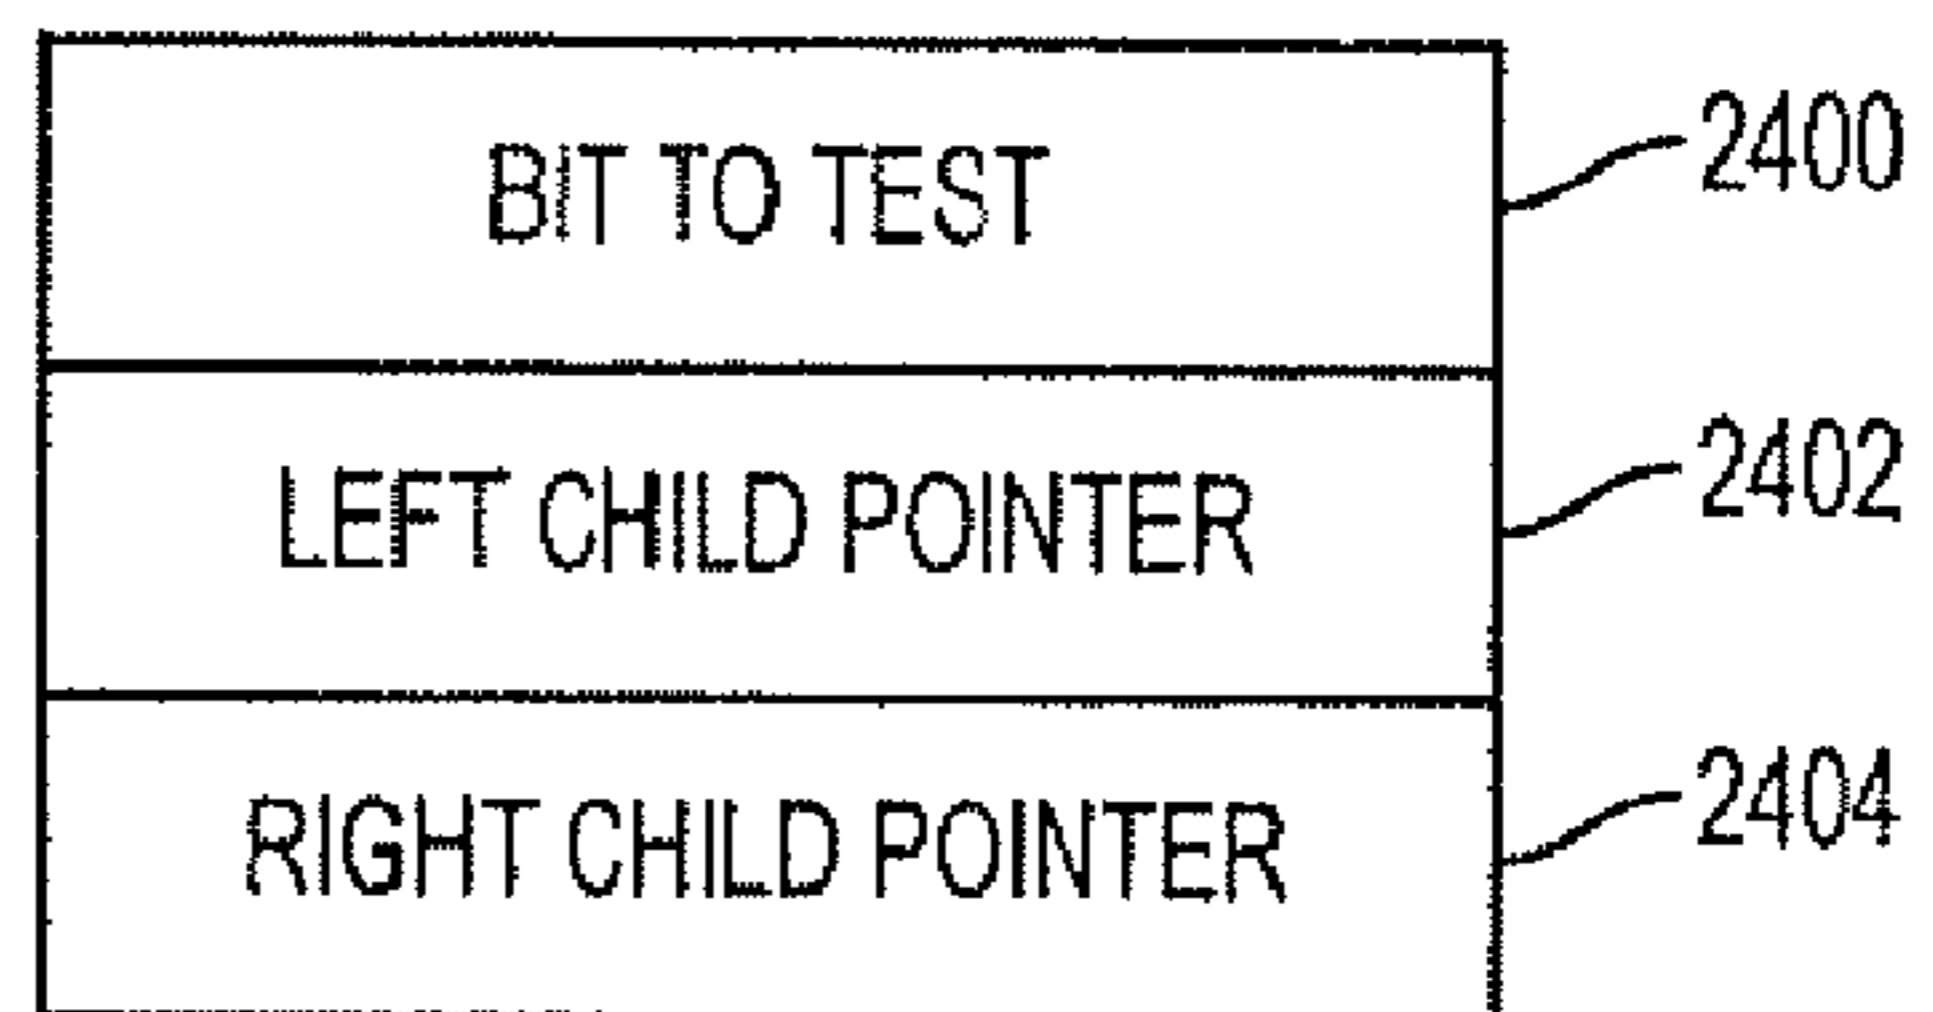 BIT TO TEST 2400
LEFT CHILD POINTER 2402
RIGHT CHILD POINTER 2404